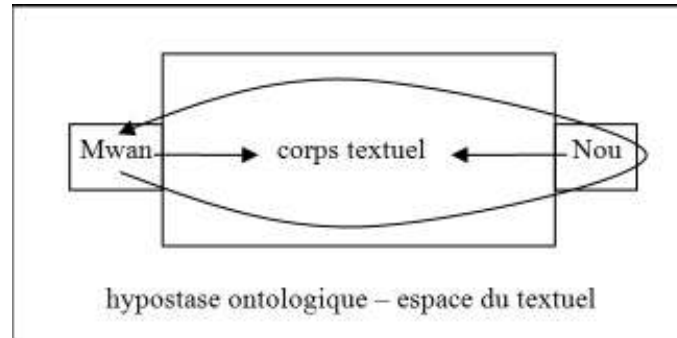 Mwan corps textuel Nou
hypostase ontologique – espace du textuel